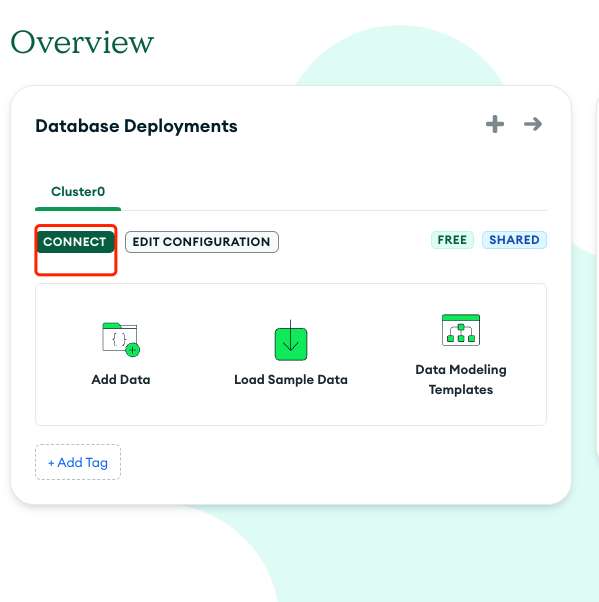 Overview
Database Deployments
Cluster0
CONNECT EDIT CONFIGURATION FREE SHARED
{ }
Add Data
Load Sample Data
Data Modeling
Templates
+ Add Tag